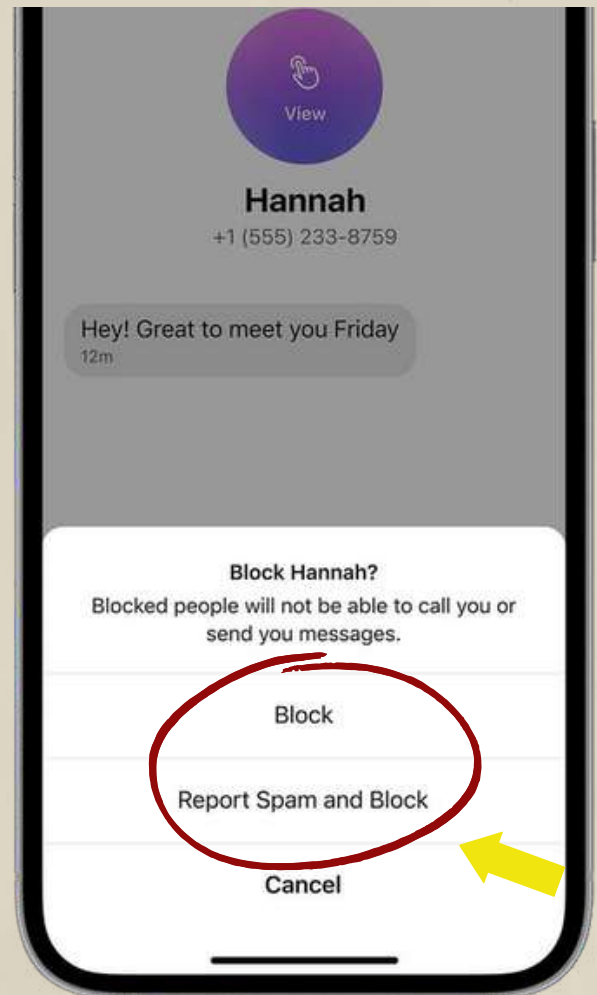 View
Hannah
+1 (555) 233-8759
Hey! Great to meet you Friday
12m
Block Hannah?
Blocked people will not be able to call you or
send you messages.
Block
Report Spam and Block
Cancel